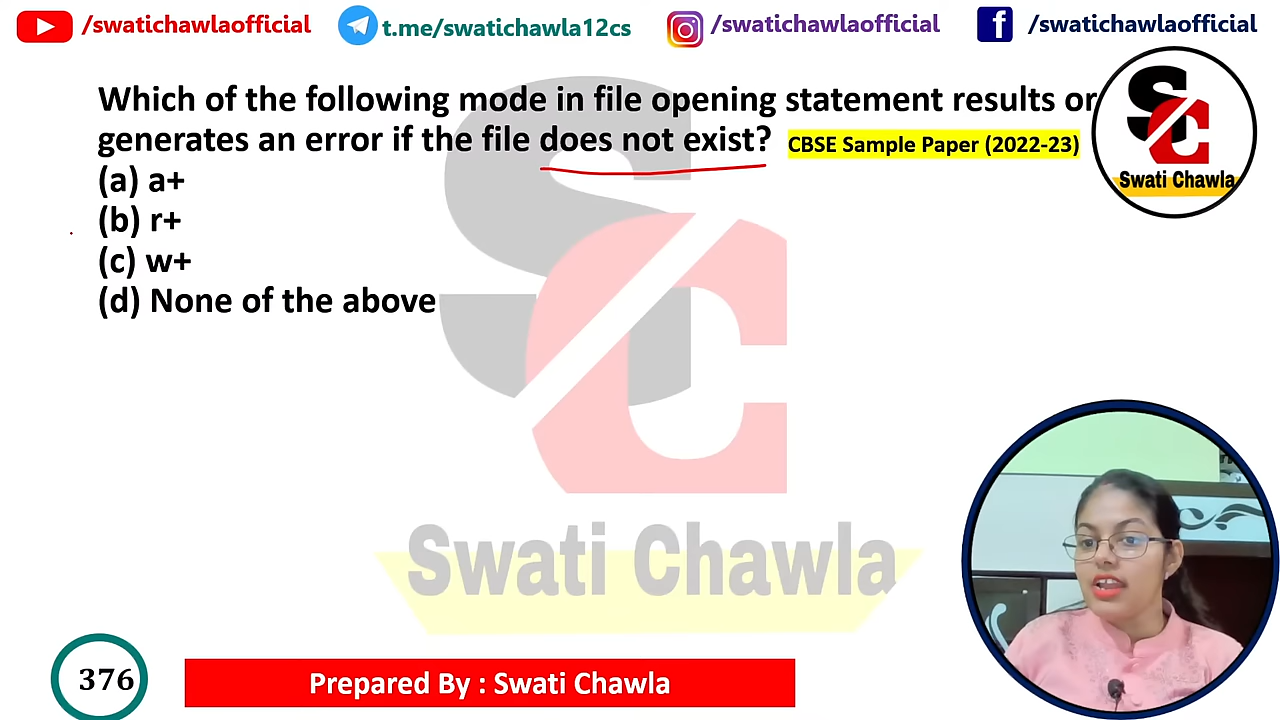 /swatichawlaofficial
t.me/swatichawla12cs
/swatichawlaofficial
/swatichawlaofficial
Which of the following mode in file opening statement results or
generates an error if the file does not exist? CBSE Sample Paper (2022-23)
(a) a+
(b) r+
(c) w+
(d) None of the above
SC
Swati Chawla
SC
Swati Chawla
376
Prepared By : Swati Chawla